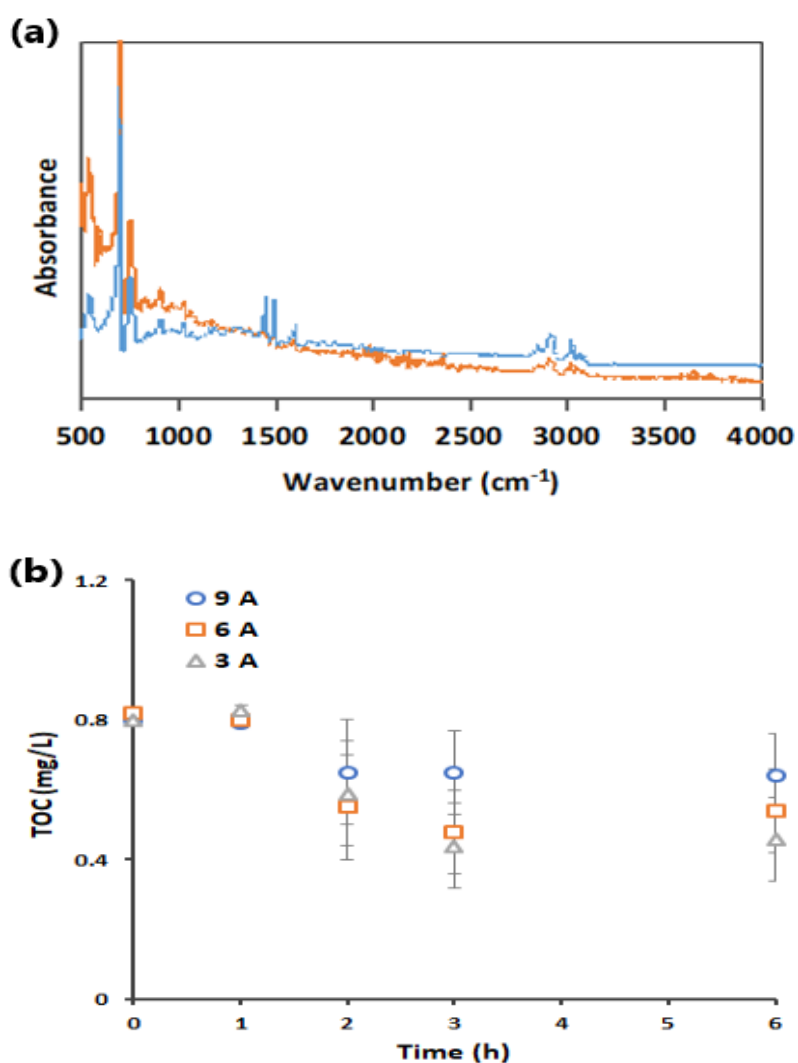 (a)
Absorbance
500 1000 1500 2000 2500 3000 3500 4000
Wavenumber (cm⁻¹)
(b)
1.2
9 A
6 A
3 A
0.8
TOC (mg/L)
0.4
0
0 1 2 3 4 5 6
Time (h)